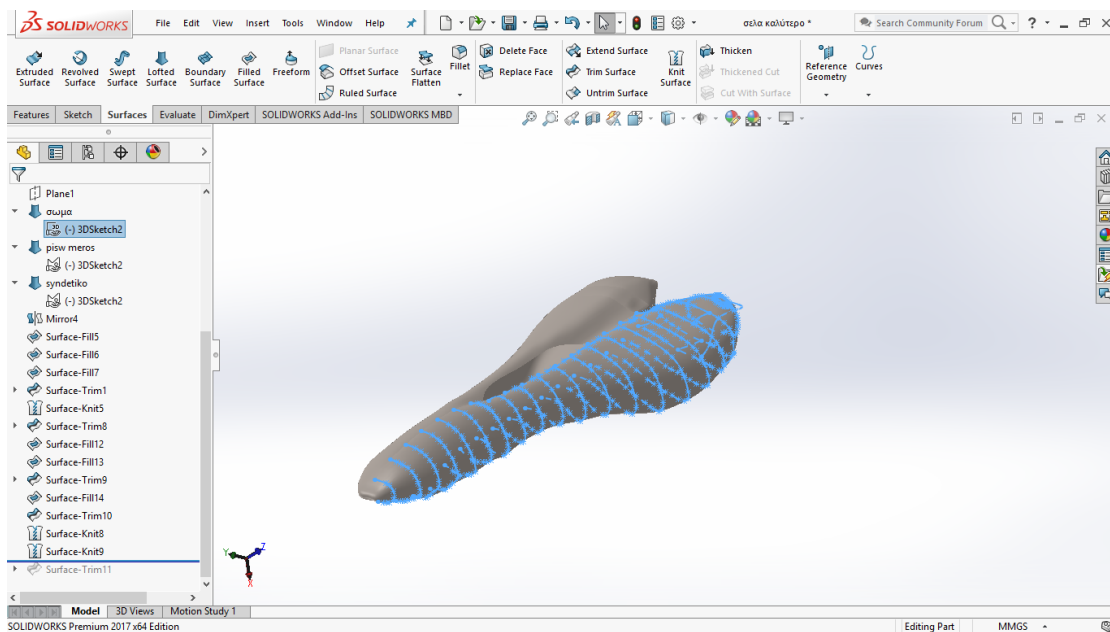 SOLIDWORKS
File Edit View Insert Tools Window Help
σελα καλύτερο *
Search Community Forum
Extruded Surface
Revolved Surface
Swept Surface
Lofted Surface
Boundary Surface
Filled Surface
Freeform
Planar Surface
Offset Surface
Ruled Surface
Surface Flatten
Fillet
Delete Face
Replace Face
Extend Surface
Trim Surface
Untrim Surface
Knit Surface
Thicken
Thickened Cut
Cut With Surface
Reference Geometry
Curves
Features Sketch Surfaces Evaluate DimXpert SOLIDWORKS Add-Ins SOLIDWORKS MBD
Plane1
σωμα
(-) 3DSketch2
pisw meros
(-) 3DSketch2
syndetiko
(-) 3DSketch2
Mirror4
Surface-Fill5
Surface-Fill6
Surface-Fill7
Surface-Trim1
Surface-Knit5
Surface-Trim8
Surface-Fill12
Surface-Fill13
Surface-Trim9
Surface-Fill14
Surface-Trim10
Surface-Knit8
Surface-Knit9
Surface-Trim11
Y Z
X
Model 3D Views Motion Study 1
SOLIDWORKS Premium 2017 x64 Edition Editing Part MMGS